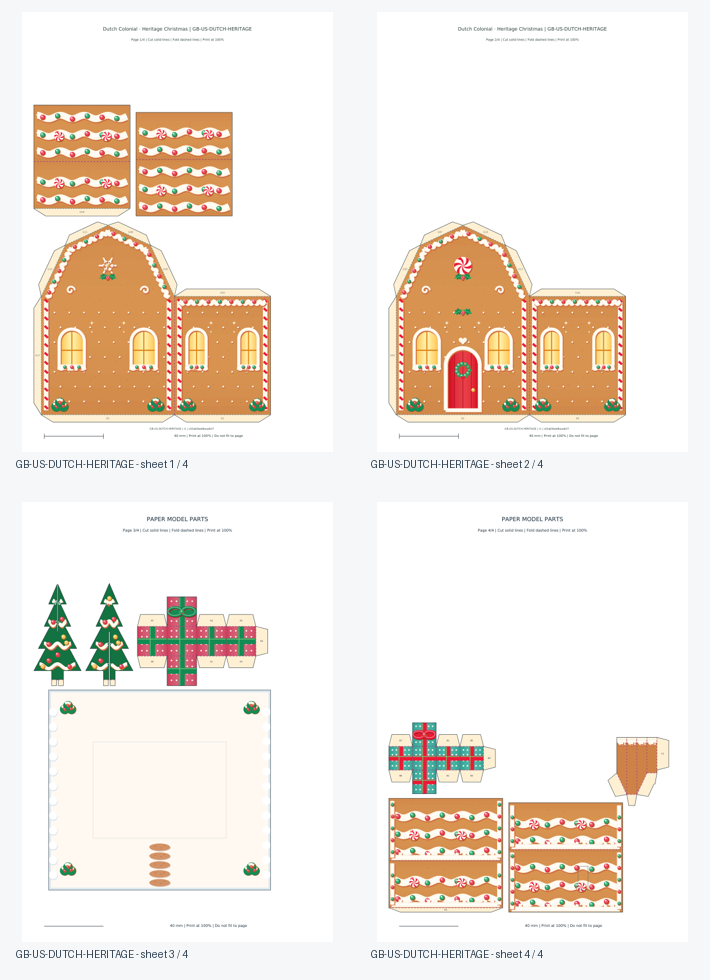 Dutch Colonial · Heritage Christmas | GB-US-DUTCH-HERITAGE
Page 1/4 | Cut solid lines | Fold dashed lines | Print at 100%
40 mm | Print at 100% | Do not fit to page
GB-US-DUTCH-HERITAGE - sheet 1 / 4
Dutch Colonial · Heritage Christmas | GB-US-DUTCH-HERITAGE
Page 2/4 | Cut solid lines | Fold dashed lines | Print at 100%
40 mm | Print at 100% | Do not fit to page
GB-US-DUTCH-HERITAGE - sheet 2 / 4
PAPER MODEL PARTS
Page 3/4 | Cut solid lines | Fold dashed lines | Print at 100%
40 mm | Print at 100% | Do not fit to page
GB-US-DUTCH-HERITAGE - sheet 3 / 4
PAPER MODEL PARTS
Page 4/4 | Cut solid lines | Fold dashed lines | Print at 100%
40 mm | Print at 100% | Do not fit to page
GB-US-DUTCH-HERITAGE - sheet 4 / 4